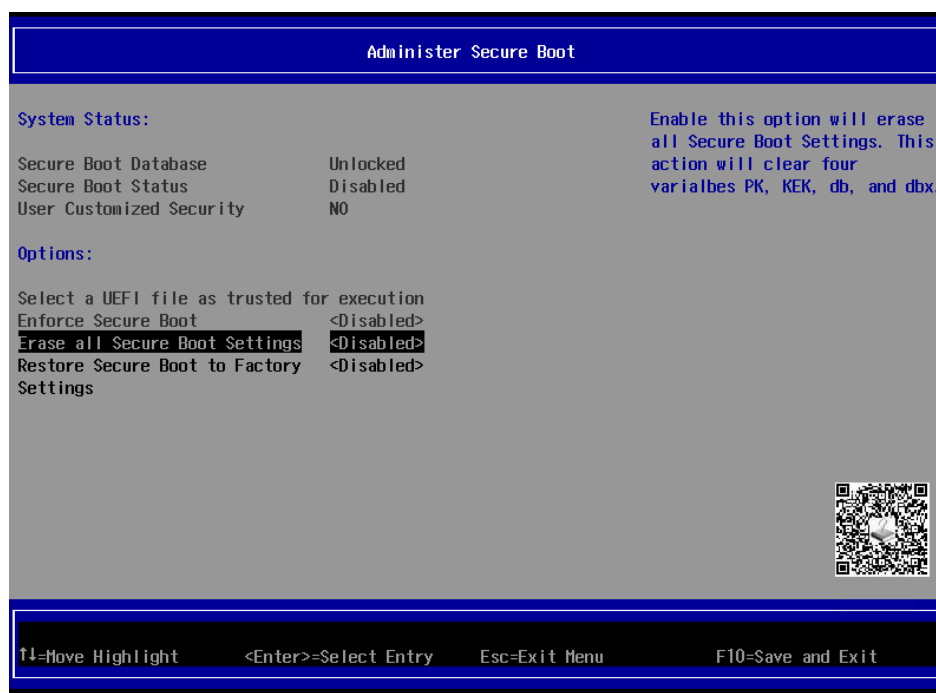 Administer Secure Boot
System Status:
Secure Boot Database Unlocked
Secure Boot Status Disabled
User Customized Security NO
Options:
Select a UEFI file as trusted for execution
Enforce Secure Boot <Disabled>
Erase all Secure Boot Settings <Disabled>
Restore Secure Boot to Factory <Disabled>
Settings
Enable this option will erase
all Secure Boot Settings. This
action will clear four
varialbes PK, KEK, db, and dbx.
↑↓=Move Highlight <Enter>=Select Entry Esc=Exit Menu F10=Save and Exit